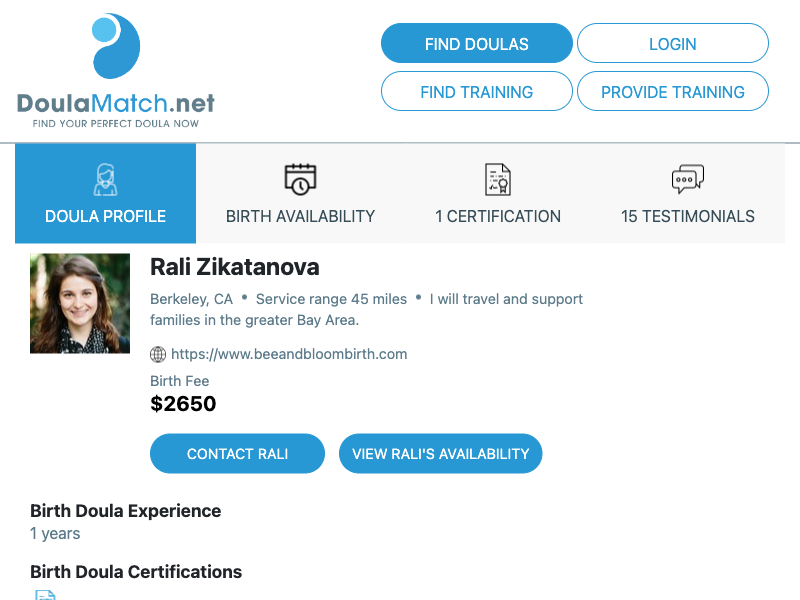 FIND DOULAS
LOGIN
DoulaMatch.net
FIND YOUR PERFECT DOULA NOW
FIND TRAINING
PROVIDE TRAINING
DOULA PROFILE
BIRTH AVAILABILITY
1 CERTIFICATION
15 TESTIMONIALS
Rali Zikatanova
Berkeley, CA • Service range 45 miles • I will travel and support
families in the greater Bay Area.
https://www.beeandbloombirth.com
Birth Fee
$2650
CONTACT RALI
VIEW RALI'S AVAILABILITY
Birth Doula Experience
1 years
Birth Doula Certifications